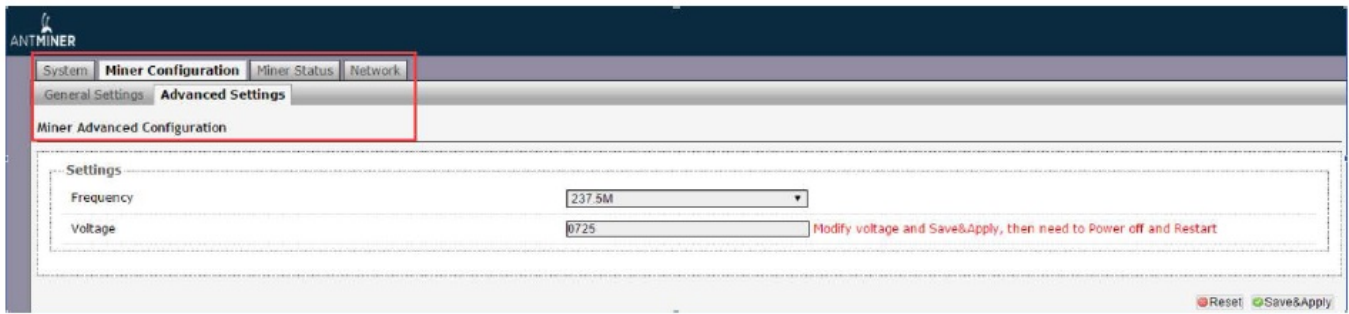 ANTMINER
System Miner Configuration Miner Status Network
General Settings Advanced Settings
Miner Advanced Configuration
Settings
Frequency 237.5M
Voltage 0725 Modify voltage and Save&Apply, then need to Power off and Restart
Reset Save&Apply